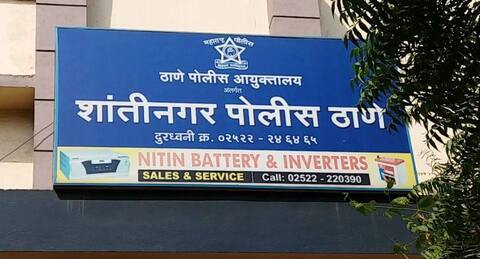 महाराष्ट्र पोलीस
ठाणे पोलीस आयुक्तालय
अंतर्गत
शांतीनगर पोलीस ठाणे
दुरध्वनी क्र. ०२५२२ - २४ ६४ ६५
NITIN BATTERY & INVERTERS
SALES & SERVICE Call: 02522 - 220390